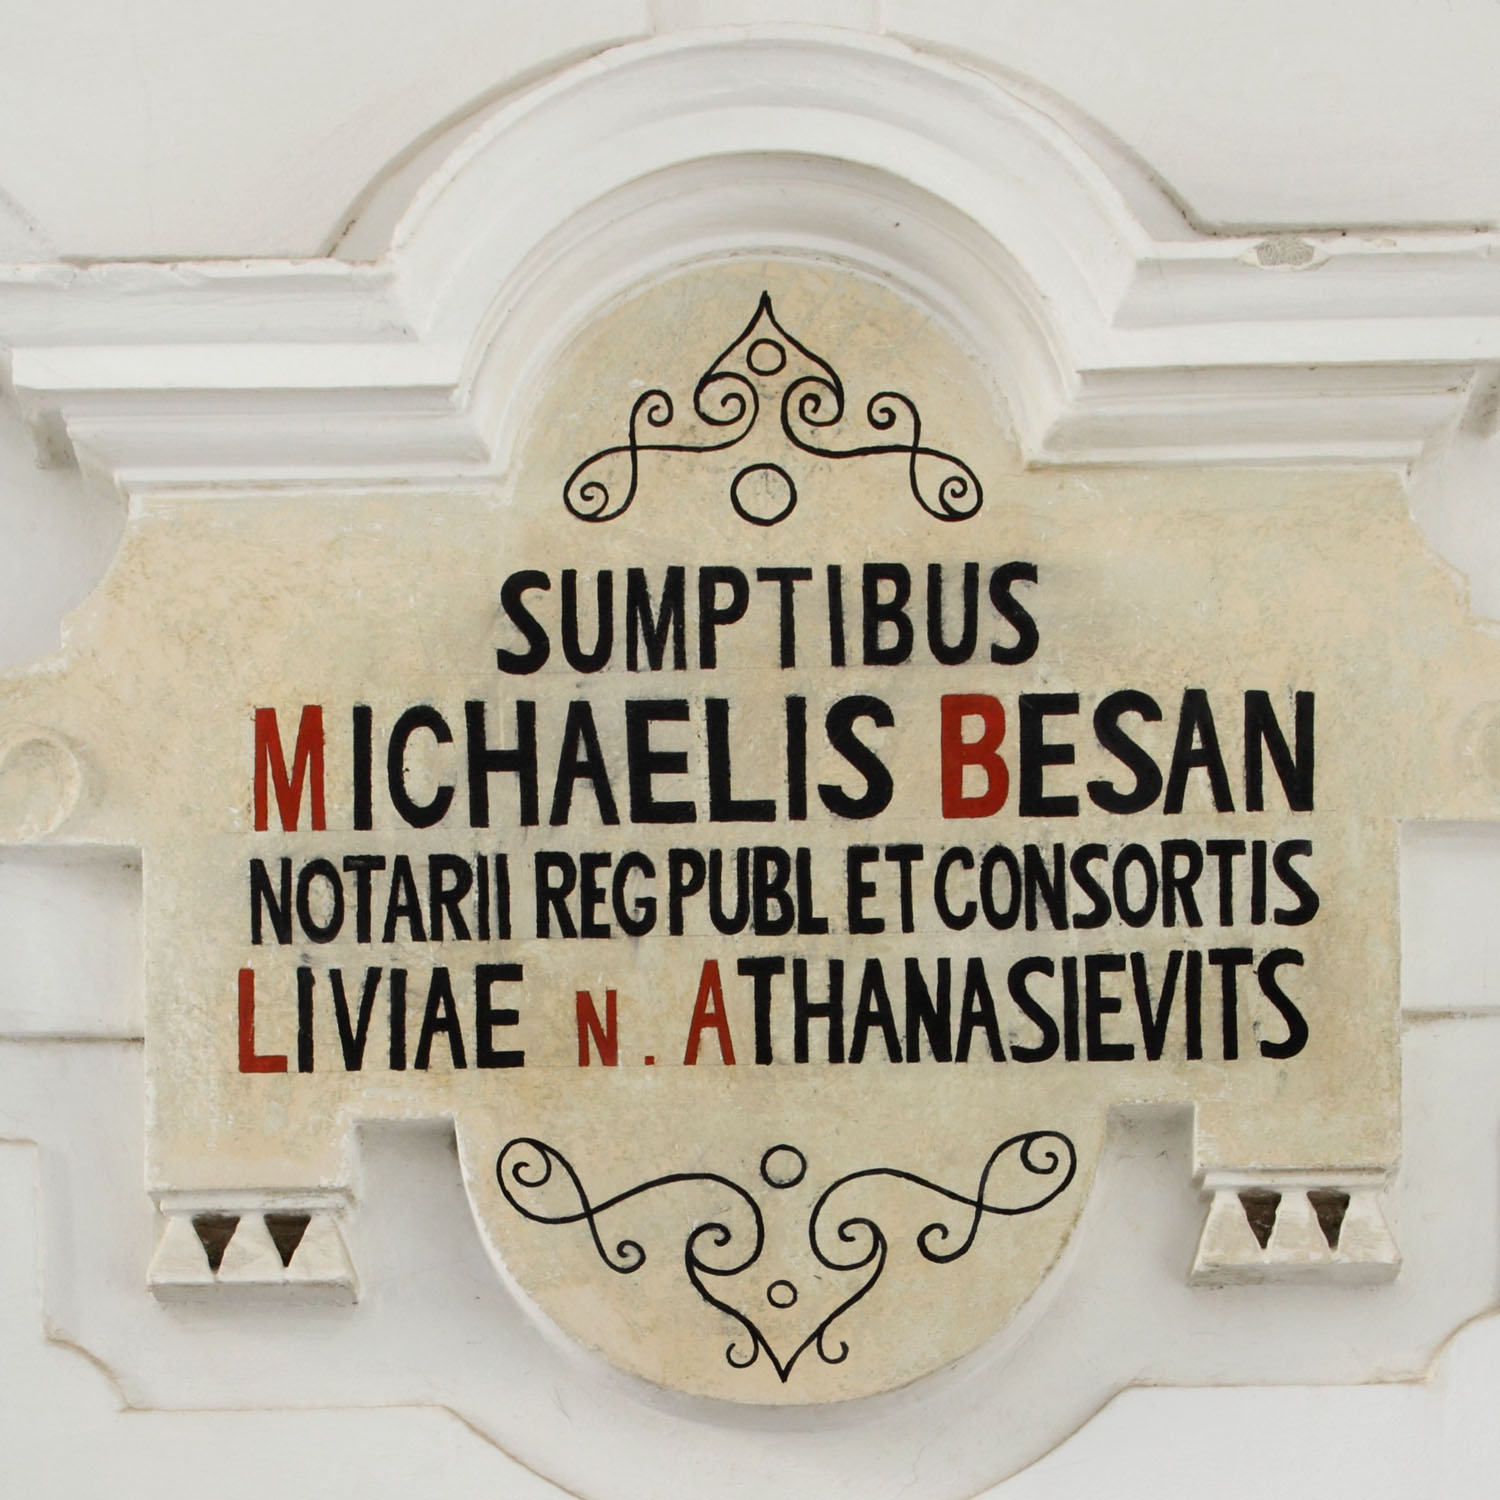 SUMPTIBUS
MICHAELIS BESAN
NOTARII REG PUBL ET CONSORTIS
LIVIAE N. ATHANASIEVITS